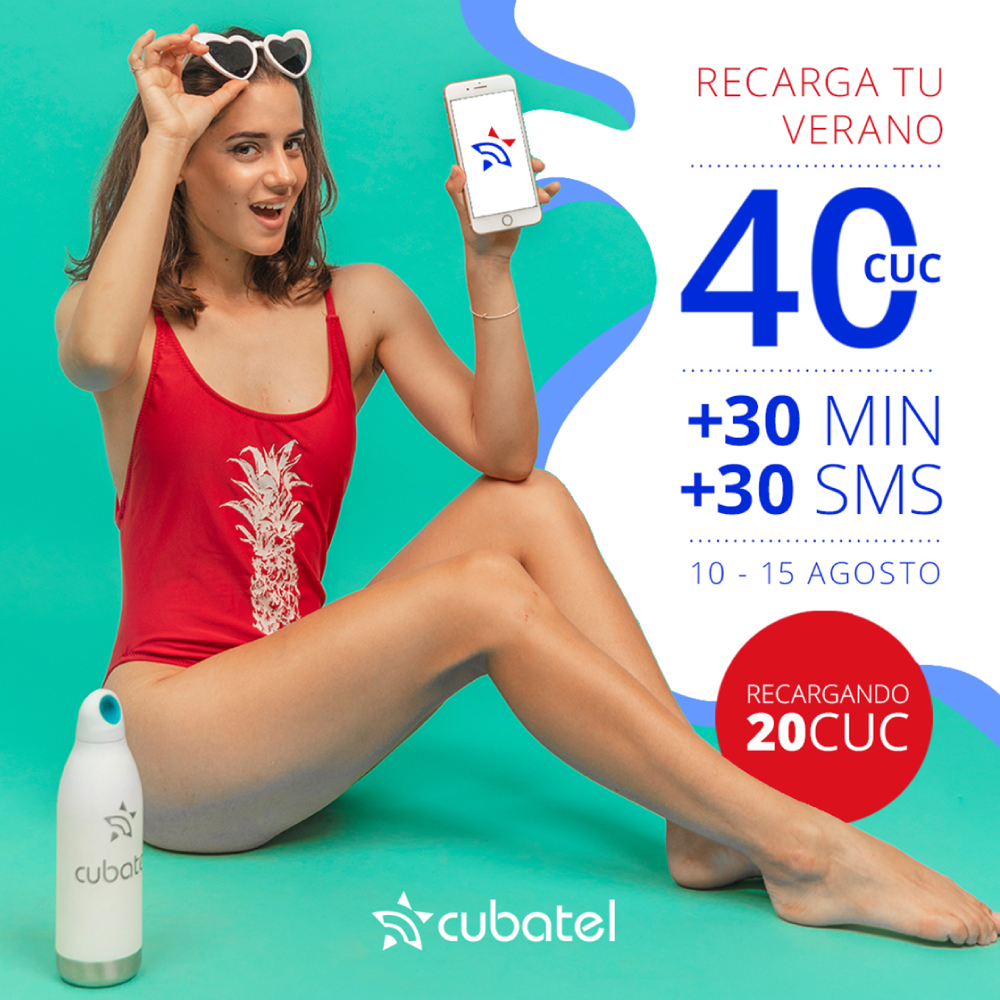 RECARGA TU
VERANO
40 CUC
+30 MIN
+30 SMS
10 - 15 AGOSTO
RECARGANDO
20CUC
cubatel
cubatel